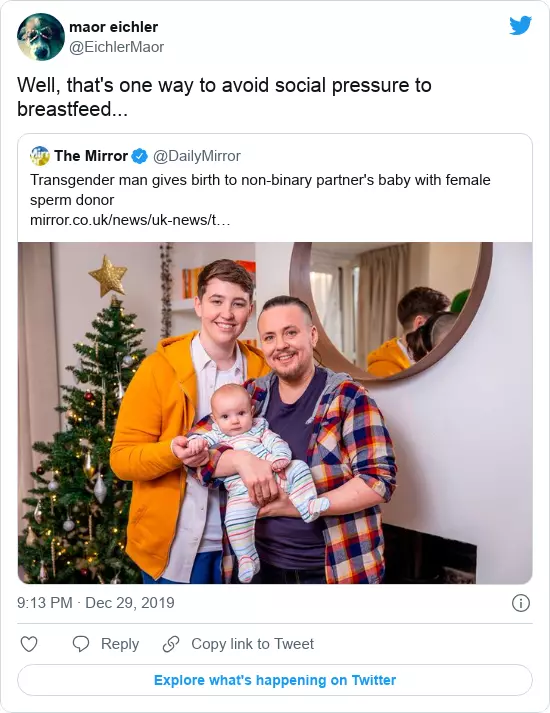 maor eichler
@EichlerMaor
Well, that's one way to avoid social pressure to
breastfeed...
The Mirror @DailyMirror
Transgender man gives birth to non-binary partner's baby with female
sperm donor
mirror.co.uk/news/uk-news/t…
9:13 PM · Dec 29, 2019
Reply Copy link to Tweet
Explore what's happening on Twitter